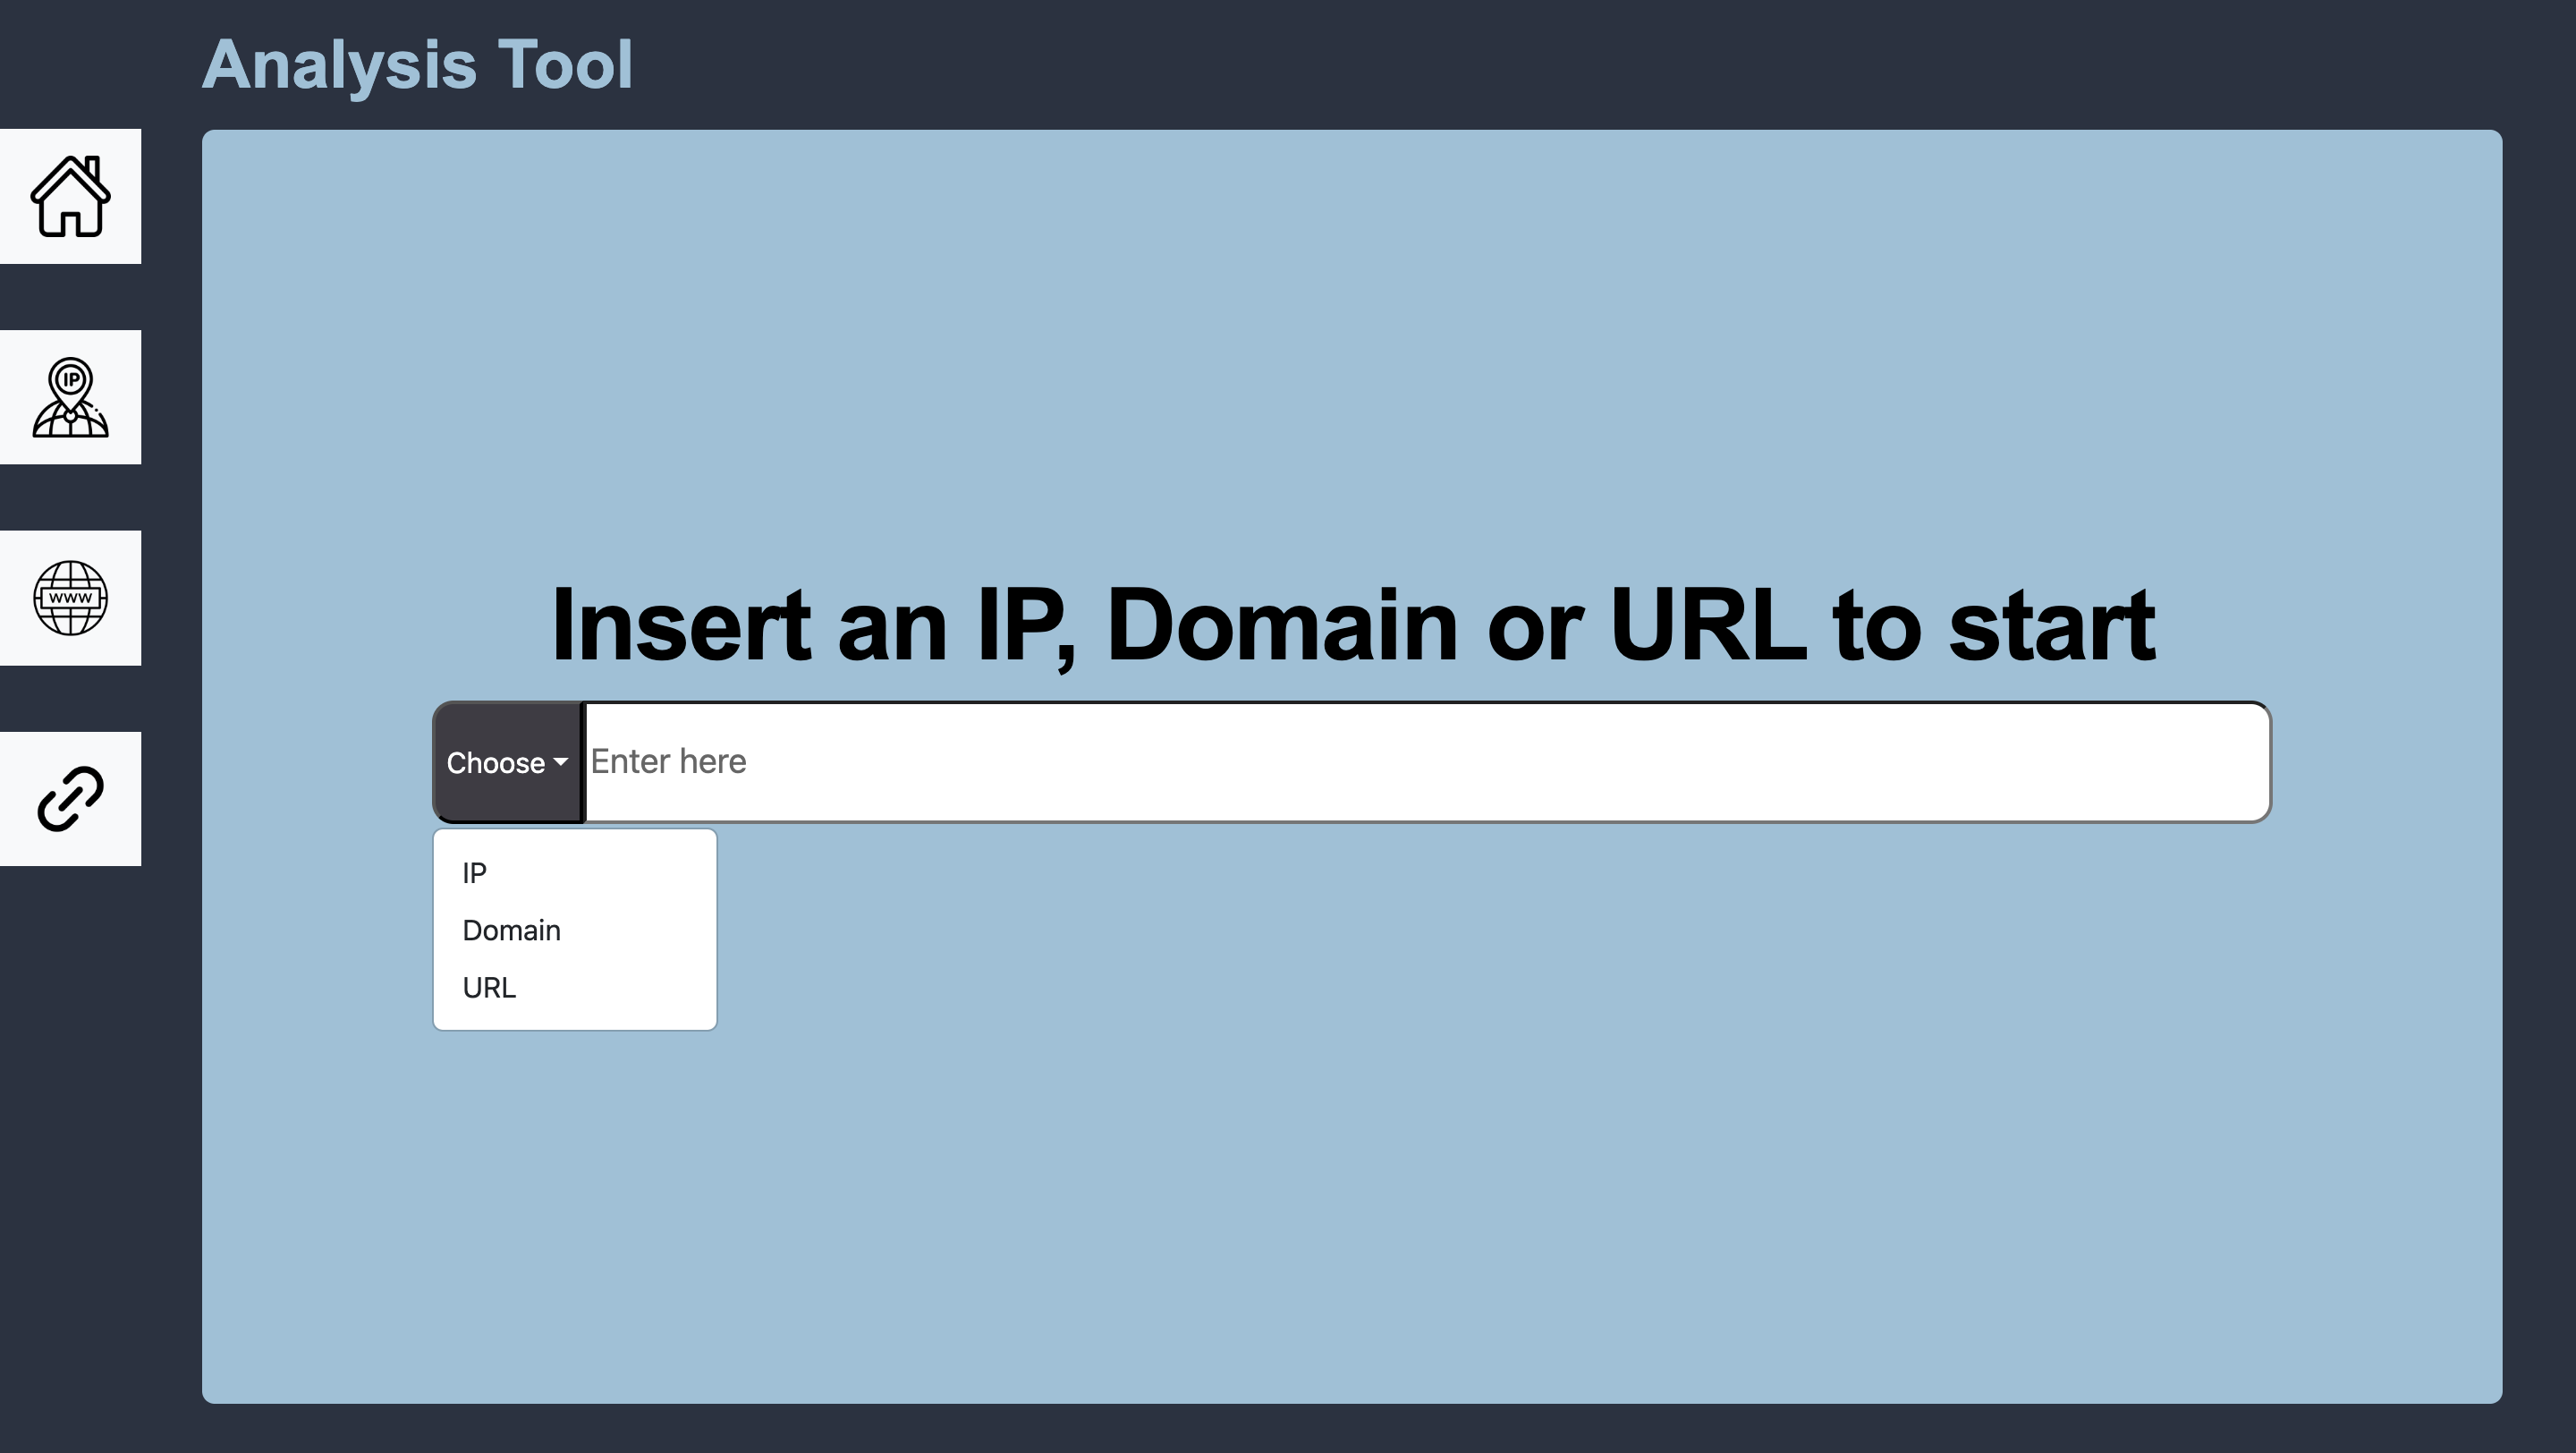 Analysis Tool
IP
WWW
Insert an IP, Domain or URL to start
Choose
Enter here
IP
Domain
URL